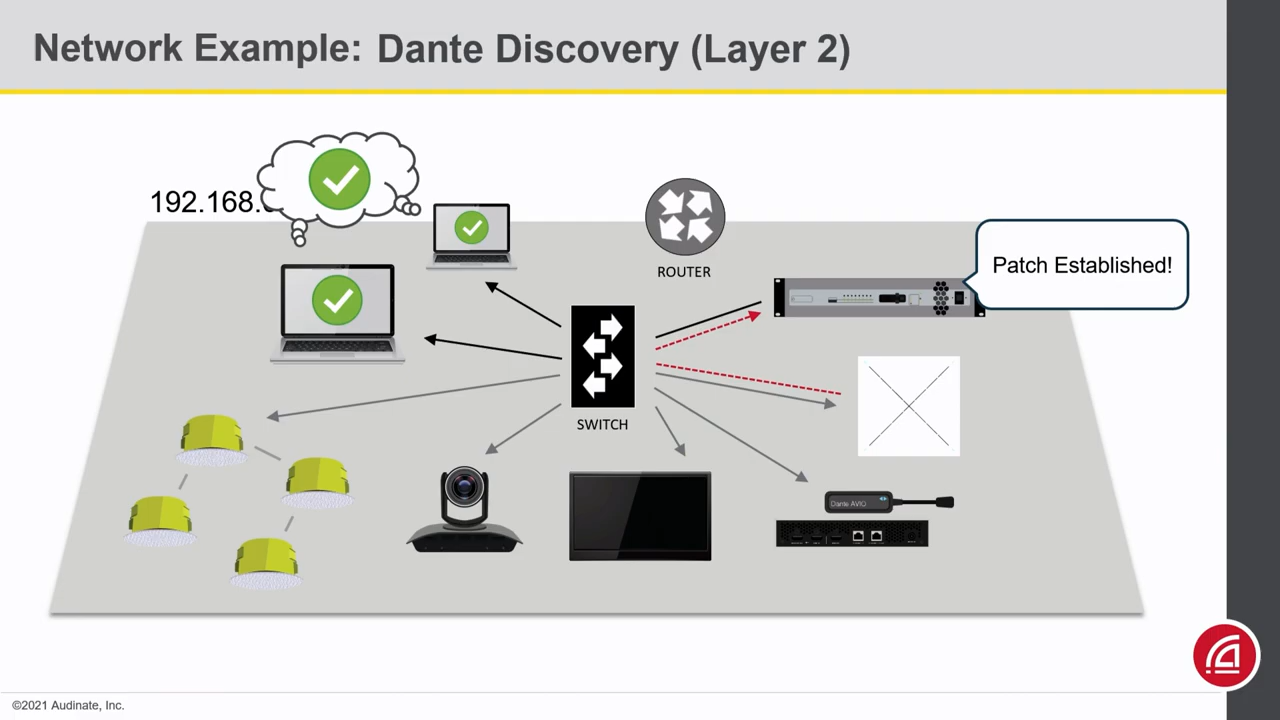 Network Example: Dante Discovery (Layer 2)
192.168.
ROUTER
Patch Established!
SWITCH
Dante AVIO
©2021 Audinate, Inc.